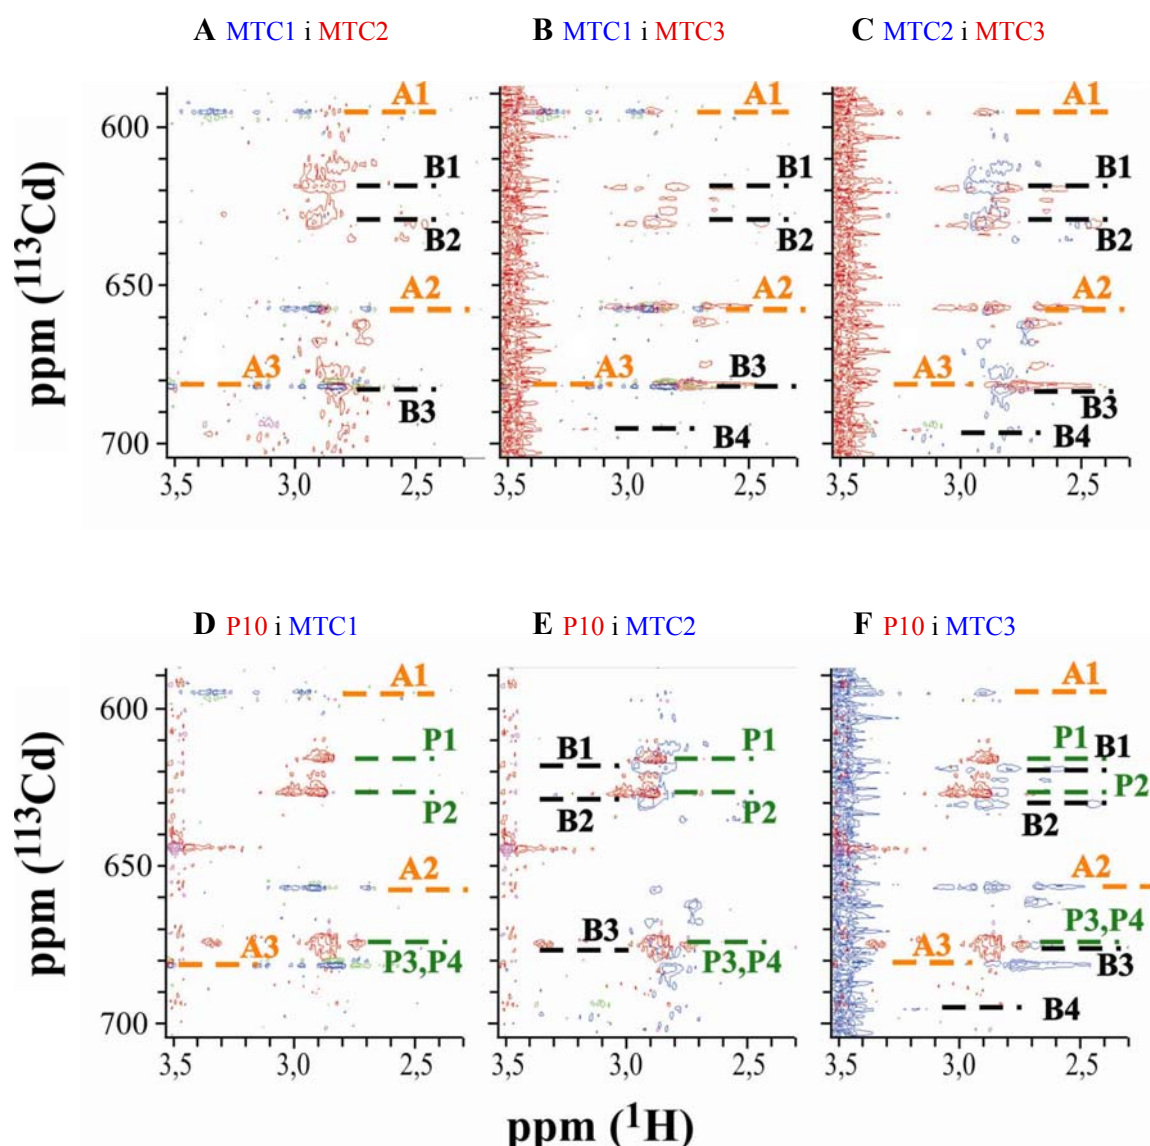 A MTC1 i MTC2
B MTC1 i MTC3
C MTC2 i MTC3
ppm (113Cd)
600
650
700
A1
B1
B2
A2
A3
B3
3,5 3,0 2,5
A1
B1
B2
A2
A3
B3
B4
3,5 3,0 2,5
A1
B1
B2
A2
A3
B3
B4
3,5 3,0 2,5
D P10 i MTC1
E P10 i MTC2
F P10 i MTC3
ppm (113Cd)
600
650
700
A1
P1
P2
A2
A3
P3,P4
3,5 3,0 2,5
B1
P1
B2
P2
B3
P3,P4
3,5 3,0 2,5
A1
P1
B1
P2
B2
A2
P3,P4
A3
B3
B4
3,5 3,0 2,5
ppm (1H)